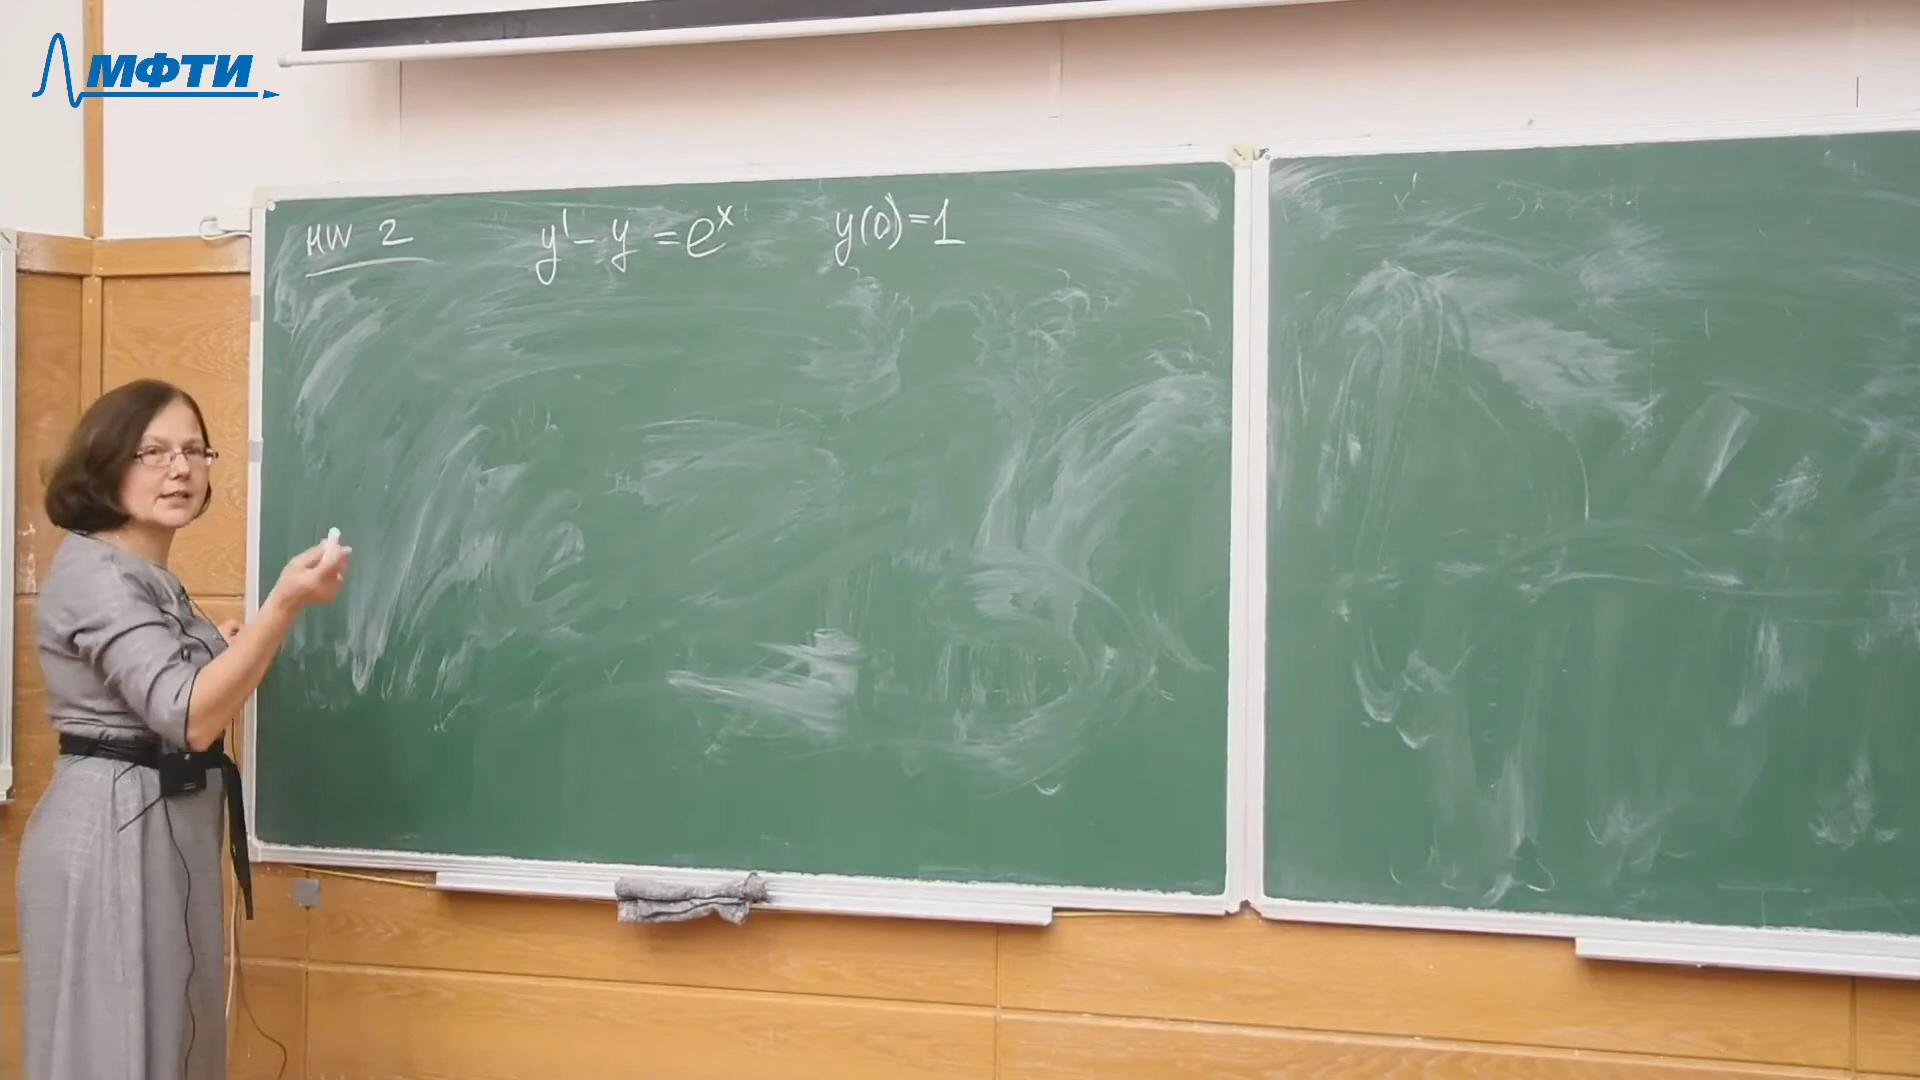 МФТИ
HW 2 y' - y = e^x y(0) = 1